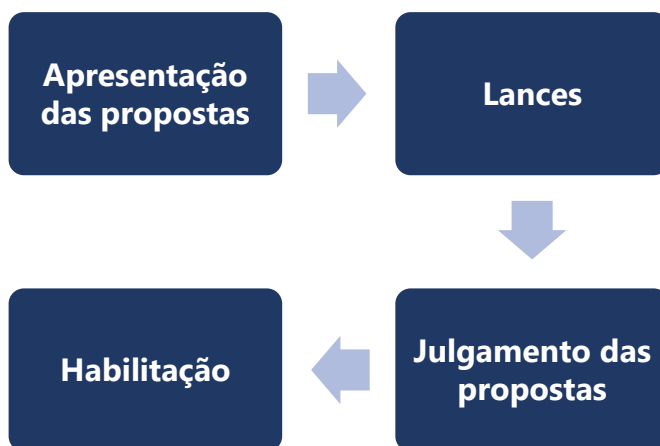 Apresentação
das propostas
Lances
Julgamento das
propostas
Habilitação